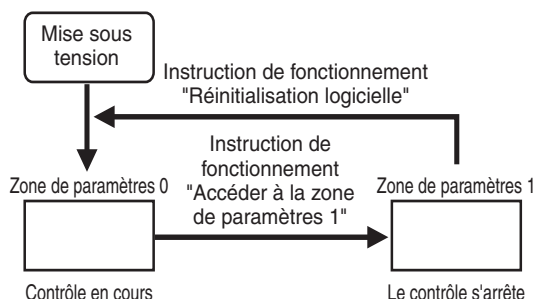 Mise sous
tension
Instruction de fonctionnement
"Réinitialisation logicielle"
Instruction de
fonctionnement
"Accéder à la zone
de paramètres 1"
Zone de paramètres 0
Zone de paramètres 1
Contrôle en cours
Le contrôle s'arrête